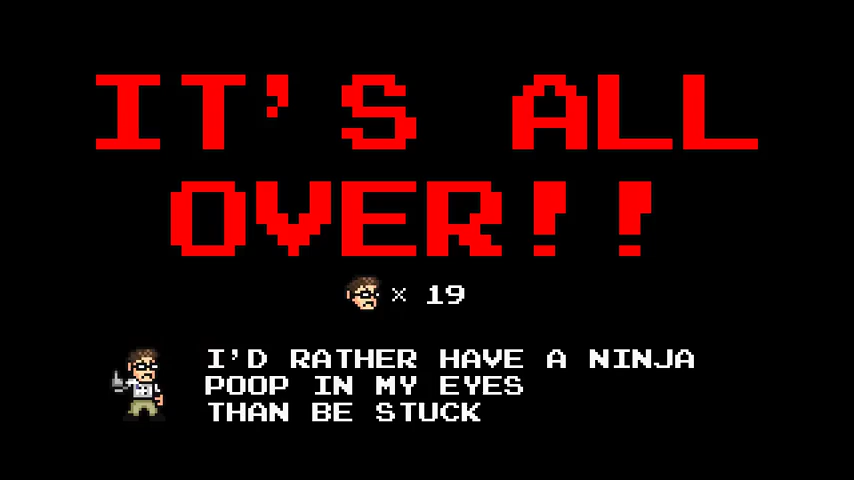 IT'S ALL
OVER!!
× 19
I'D RATHER HAVE A NINJA
POOP IN MY EYES
THAN BE STUCK